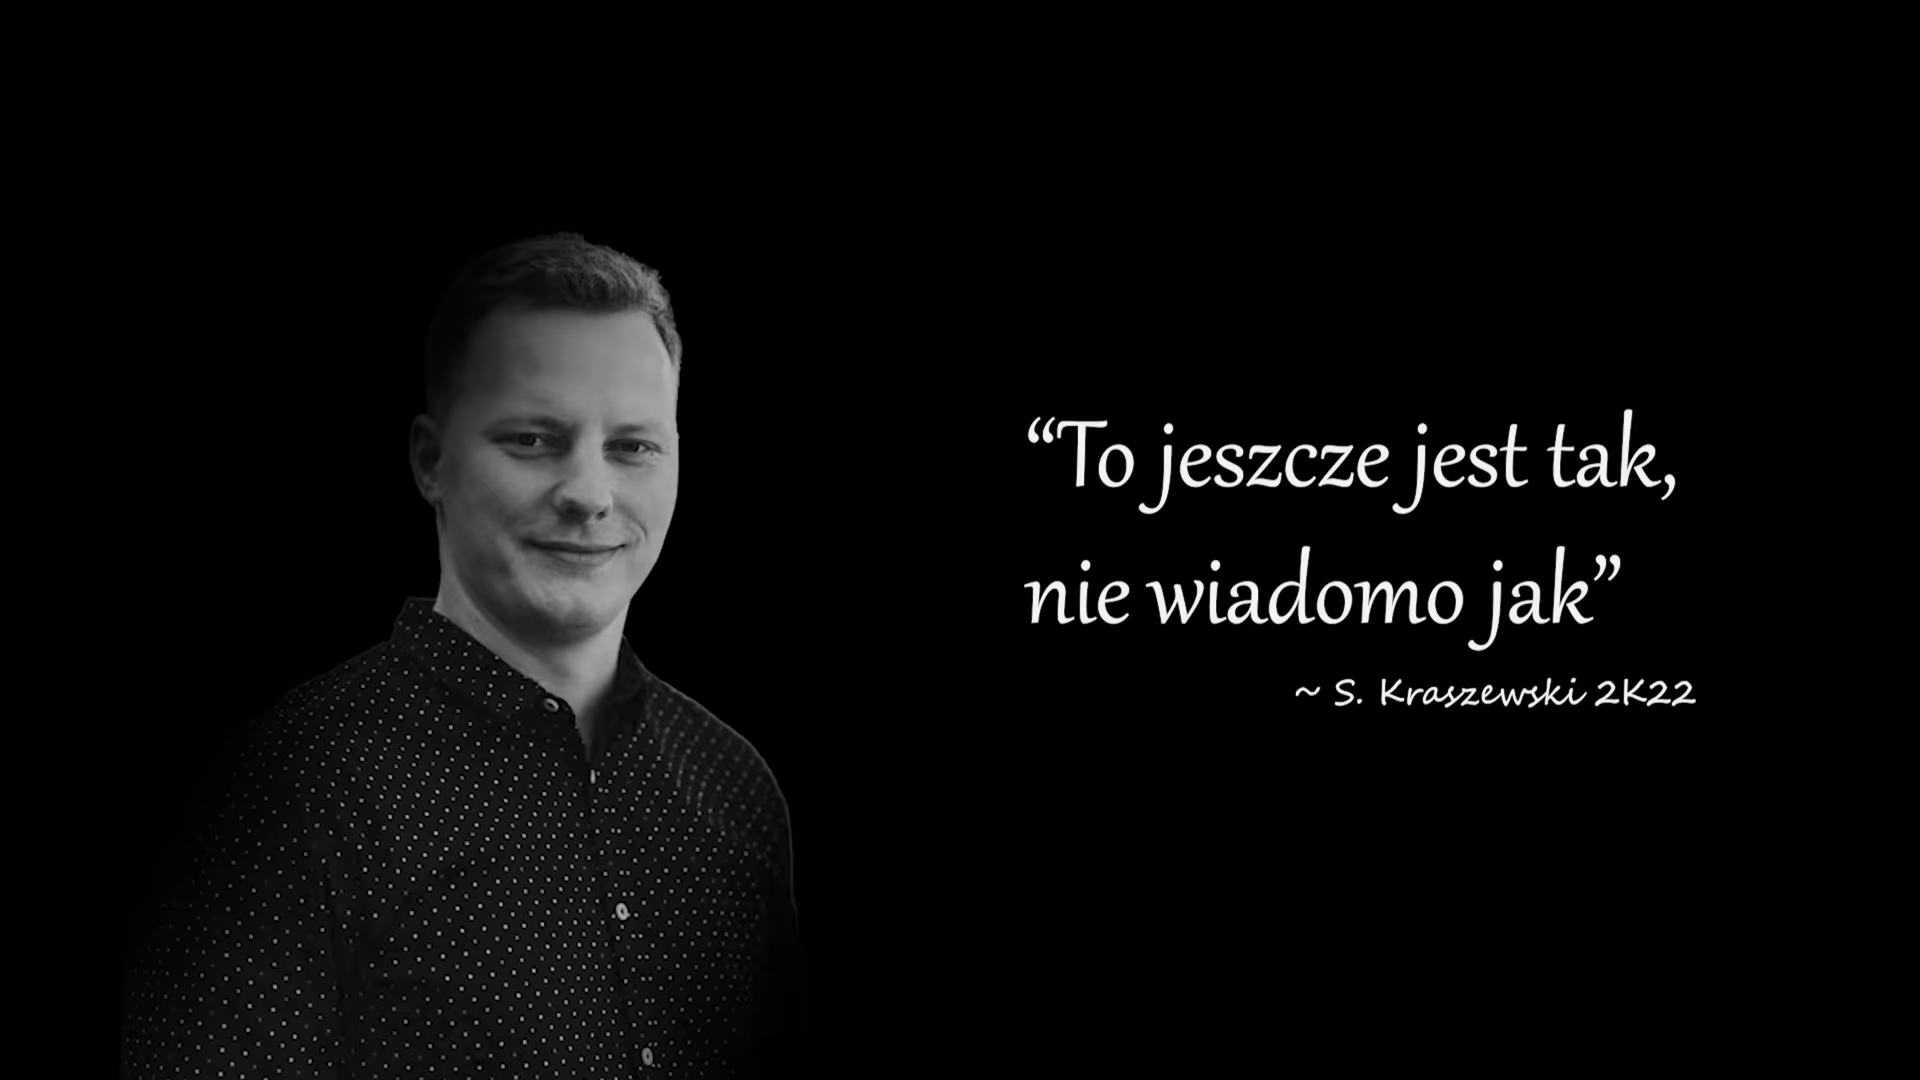 “To jeszcze jest tak,
nie wiadomo jak”
~ S. Kraszewski 2K22